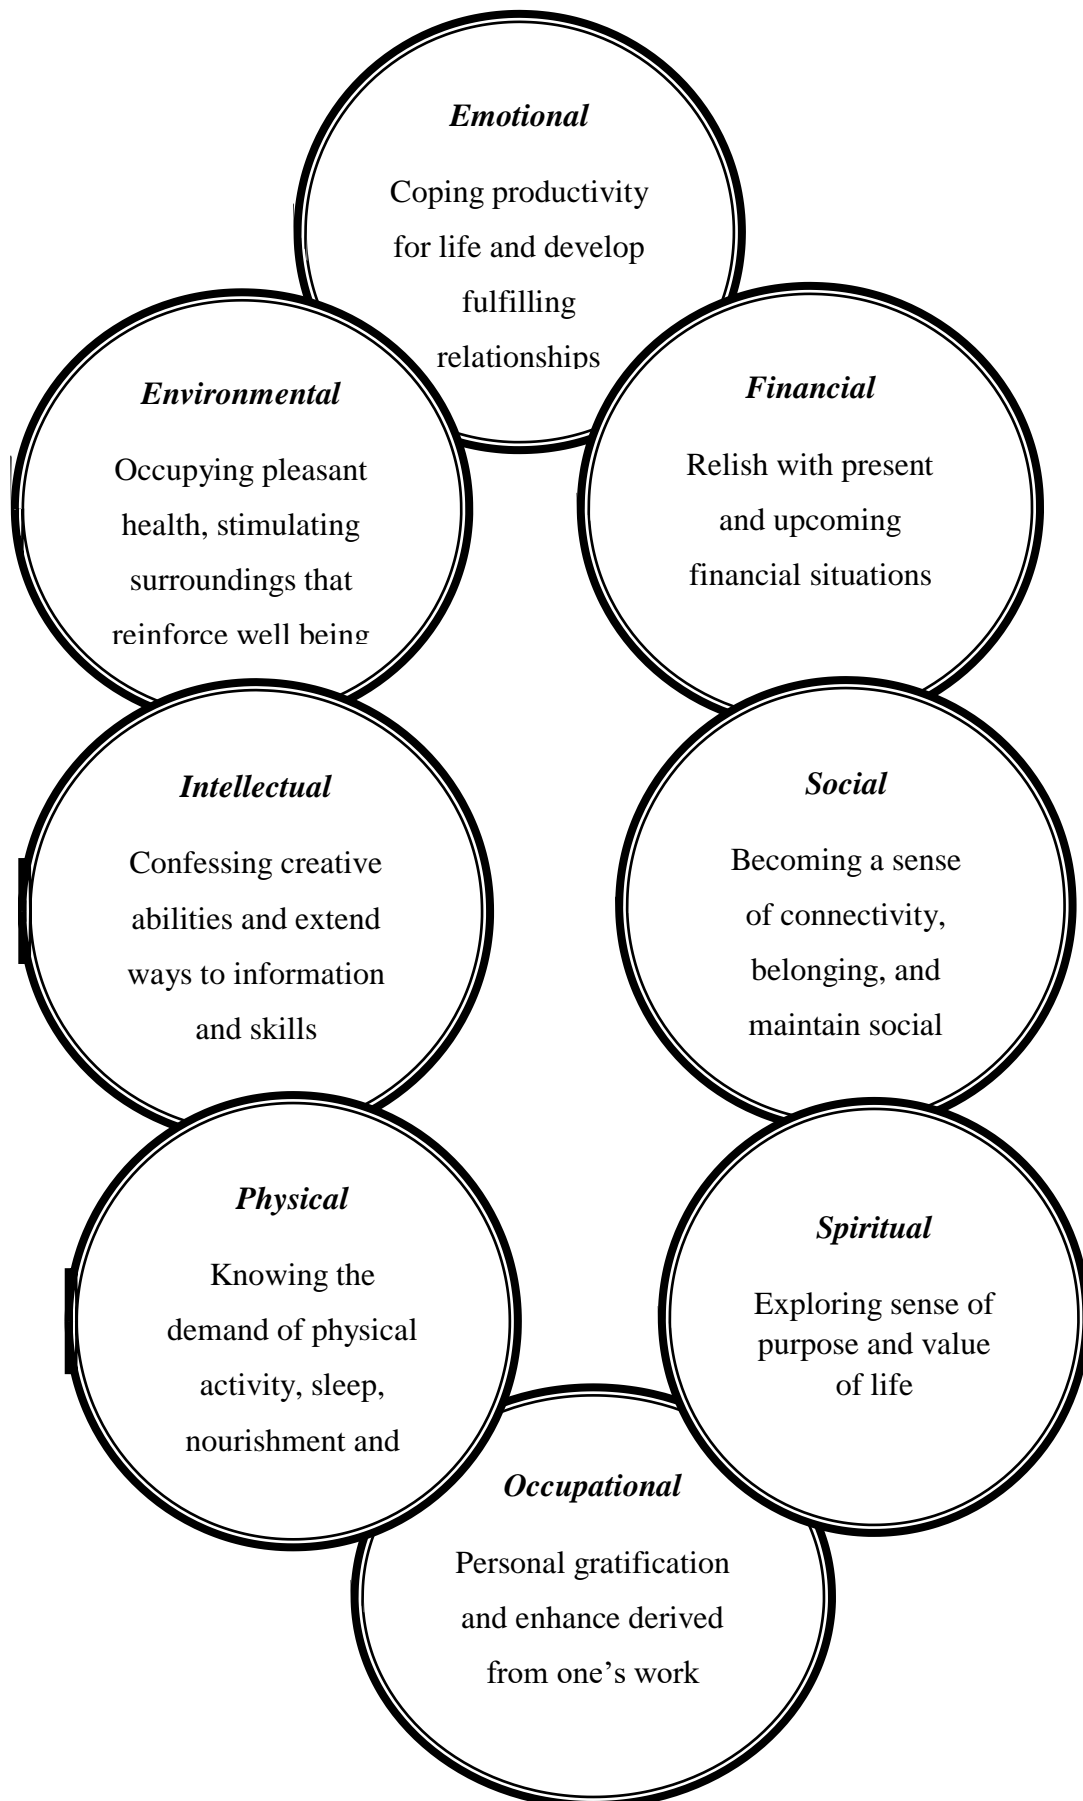 Emotional
Coping productivity
for life and develop
fulfilling
relationships
Environmental
Occupying pleasant
health, stimulating
surroundings that
reinforce well being
Financial
Relish with present
and upcoming
financial situations
Intellectual
Confessing creative
abilities and extend
ways to information
and skills
Social
Becoming a sense
of connectivity,
belonging, and
maintain social
Physical
Knowing the
demand of physical
activity, sleep,
nourishment and
Spiritual
Exploring sense of
purpose and value
of life
Occupational
Personal gratification
and enhance derived
from one’s work